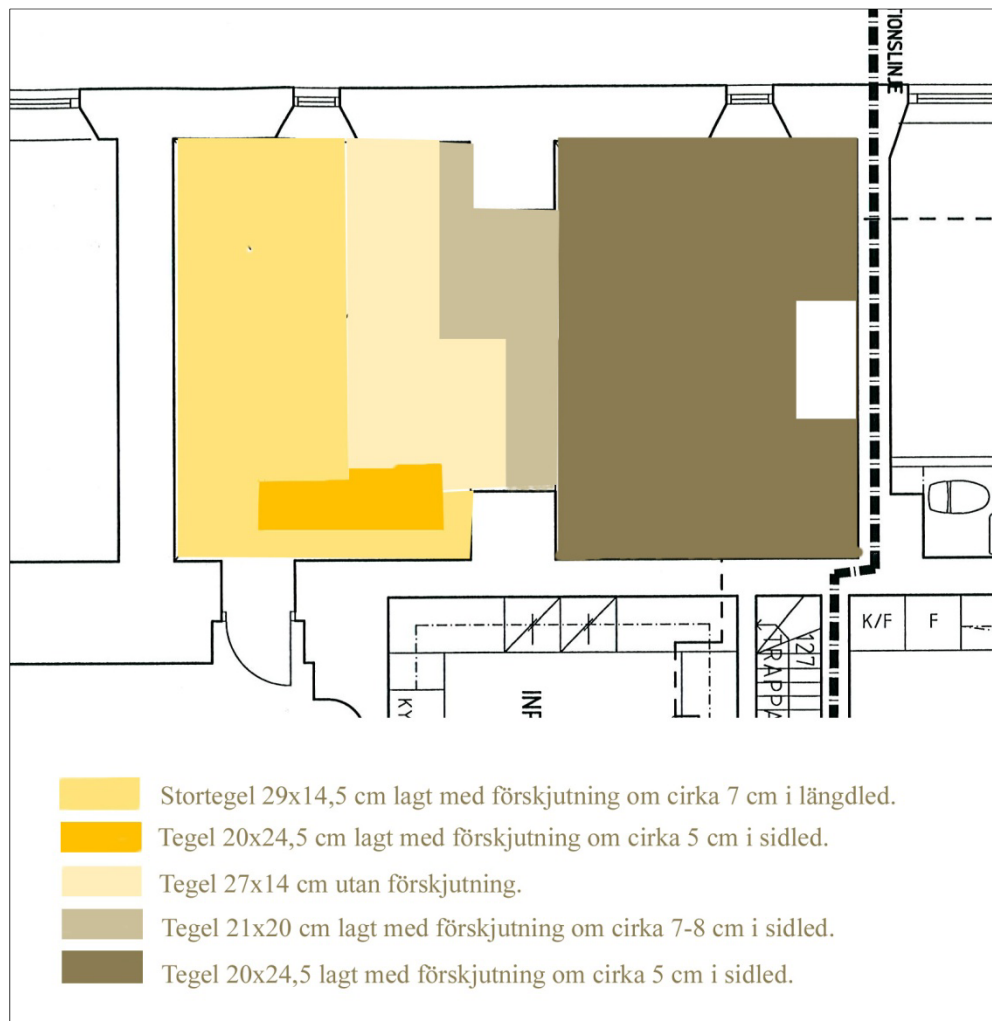 TIONSLINJE
K/F
F
127
TRAPPA
INF
KY
Stortegel 29x14,5 cm lagt med förskjutning om cirka 7 cm i längdled.
Tegel 20x24,5 cm lagt med förskjutning om cirka 5 cm i sidled.
Tegel 27x14 cm utan förskjutning.
Tegel 21x20 cm lagt med förskjutning om cirka 7-8 cm i sidled.
Tegel 20x24,5 lagt med förskjutning om cirka 5 cm i sidled.